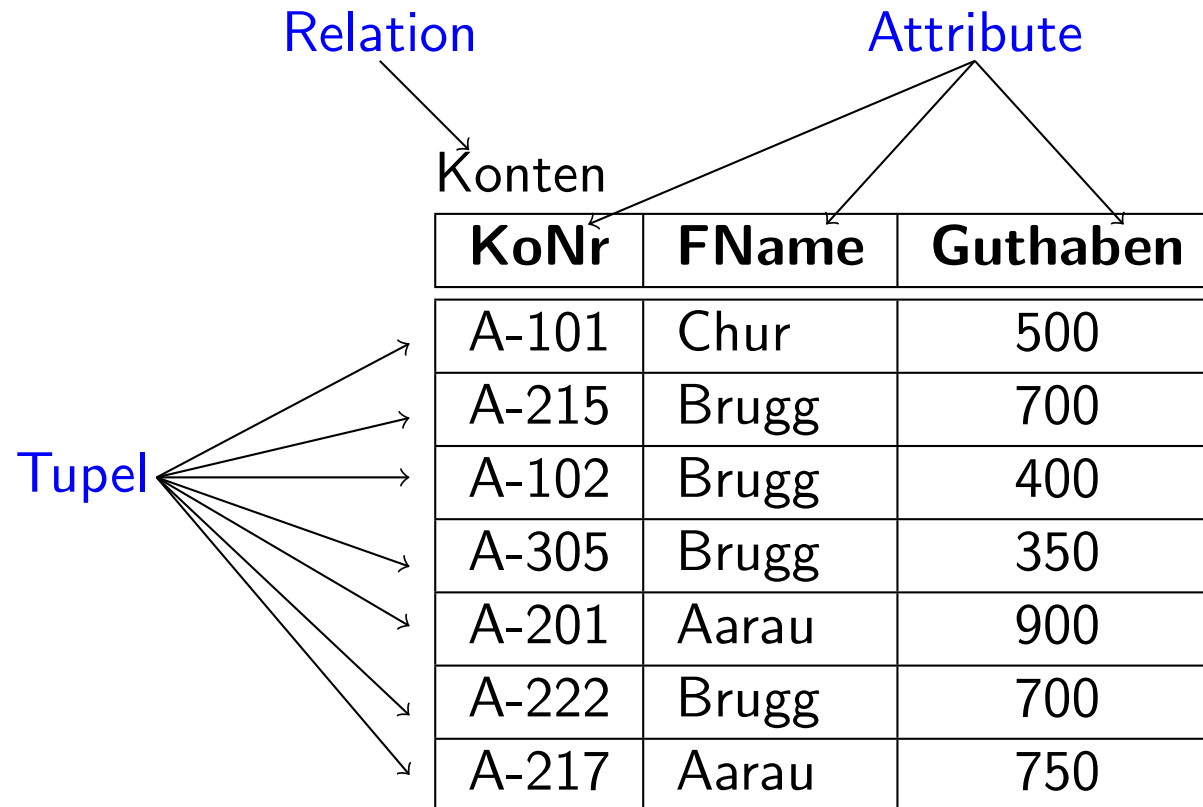 Relation Attribute
Konten
KoNr FName Guthaben
A-101 Chur 500
A-215 Brugg 700
Tupel A-102 Brugg 400
A-305 Brugg 350
A-201 Aarau 900
A-222 Brugg 700
A-217 Aarau 750